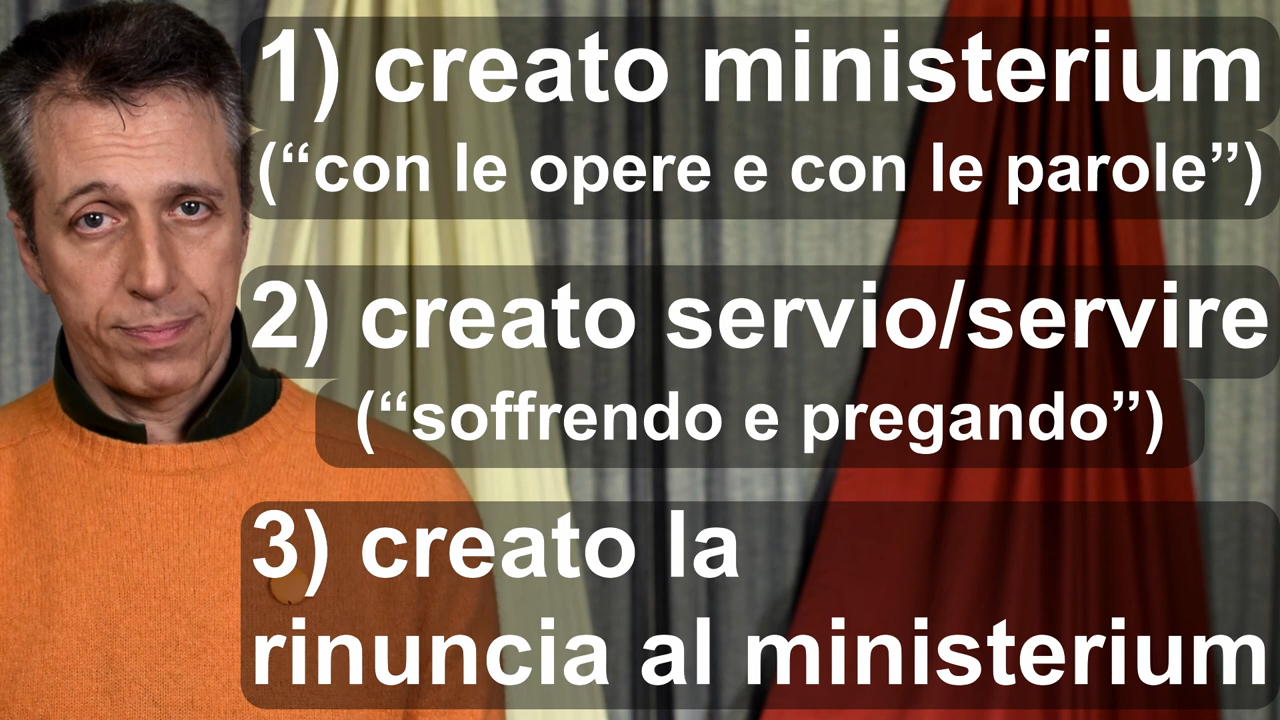 1) creato ministerium
(“con le opere e con le parole”)
2) creato servio/servire
(“soffrendo e pregando”)
3) creato la
rinuncia al ministerium